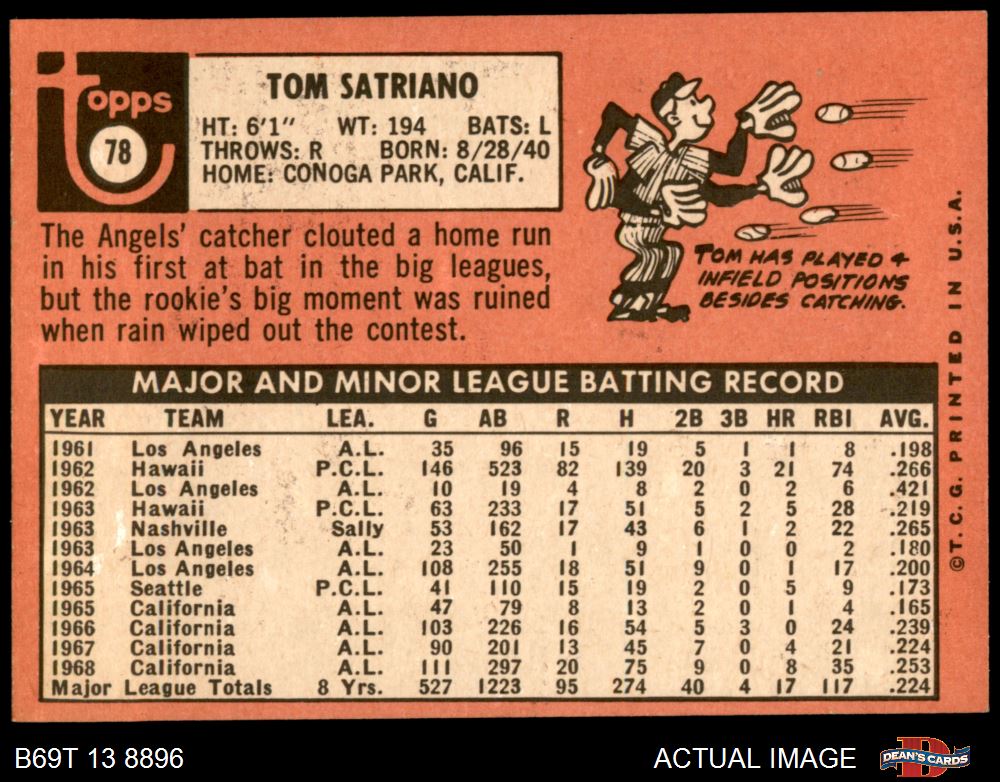 Topps
78
TOM SATRIANO
HT: 6'1" WT: 194 BATS: L
THROWS: R BORN: 8/28/40
HOME: CONOGA PARK, CALIF.
The Angels' catcher clouted a home run
in his first at bat in the big leagues,
but the rookie's big moment was ruined
when rain wiped out the contest.
TOM HAS PLAYED 4
INFIELD POSITIONS
BESIDES CATCHING.
MAJOR AND MINOR LEAGUE BATTING RECORD
YEAR TEAM LEA. G AB R H 2B 3B HR RBI AVG.
1961 Los Angeles A.L. 35 96 15 19 5 1 1 8 .198
1962 Hawaii P.C.L. 146 523 82 139 20 3 21 74 .266
1962 Los Angeles A.L. 10 19 4 8 2 0 2 6 .421
1963 Hawaii P.C.L. 63 233 17 51 5 2 5 28 .219
1963 Nashville Sally 53 162 17 43 6 1 2 22 .265
1963 Los Angeles A.L. 23 50 1 9 1 0 0 2 .180
1964 Los Angeles A.L. 108 255 18 51 9 0 1 17 .200
1965 Seattle P.C.L. 41 110 15 19 2 0 5 9 .173
1965 California A.L. 47 79 8 13 2 0 1 4 .165
1966 California A.L. 103 226 16 54 5 3 0 24 .239
1967 California A.L. 90 201 13 45 7 0 4 21 .224
1968 California A.L. 111 297 20 75 9 0 8 35 .253
Major League Totals 8 Yrs. 527 1223 95 274 40 4 17 117 .224
©T.C.G. PRINTED IN U.S.A.
B69T 13 8896
ACTUAL IMAGE
DEAN'S CARDS